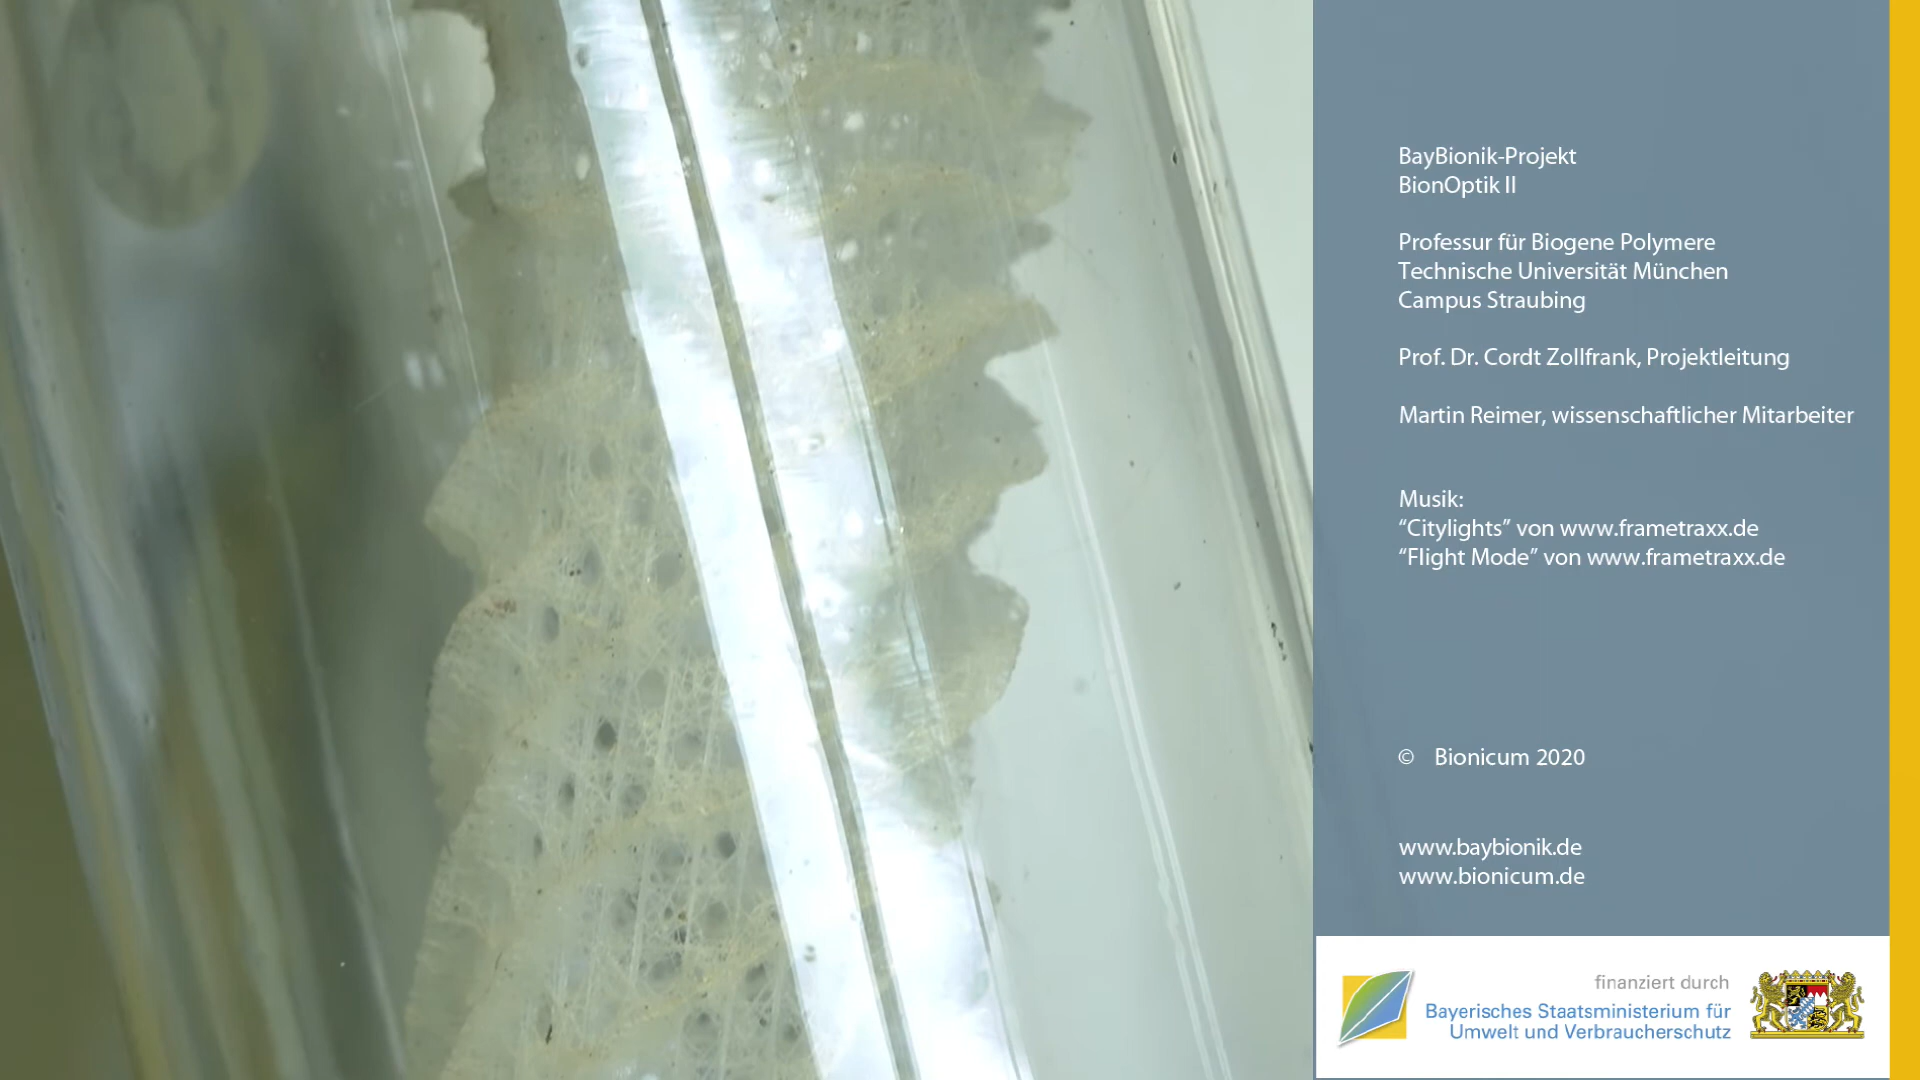 BayBionik-Projekt
BionOptik II
Professur für Biogene Polymere
Technische Universität München
Campus Straubing
Prof. Dr. Cordt Zollfrank, Projektleitung
Martin Reimer, wissenschaftlicher Mitarbeiter
Musik:
“Citylights” von www.frametraxx.de
“Flight Mode” von www.frametraxx.de
© Bionicum 2020
www.baybionik.de
www.bionicum.de
finanziert durch
Bayerisches Staatsministerium für
Umwelt und Verbraucherschutz